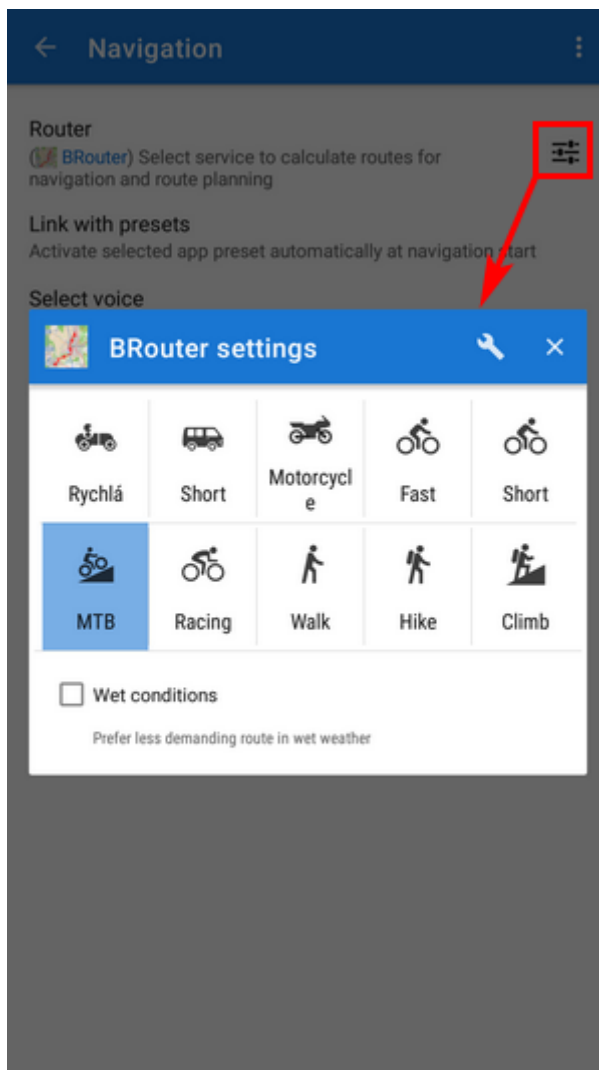 Navigation
Router
(BRouter) Select service to calculate routes for
navigation and route planning
Link with presets
Activate selected app preset automatically at navigation start
Select voice
BRouter settings
Rychlá
Short
Motorcycl
e
Fast
Short
MTB
Racing
Walk
Hike
Climb
Wet conditions
Prefer less demanding route in wet weather